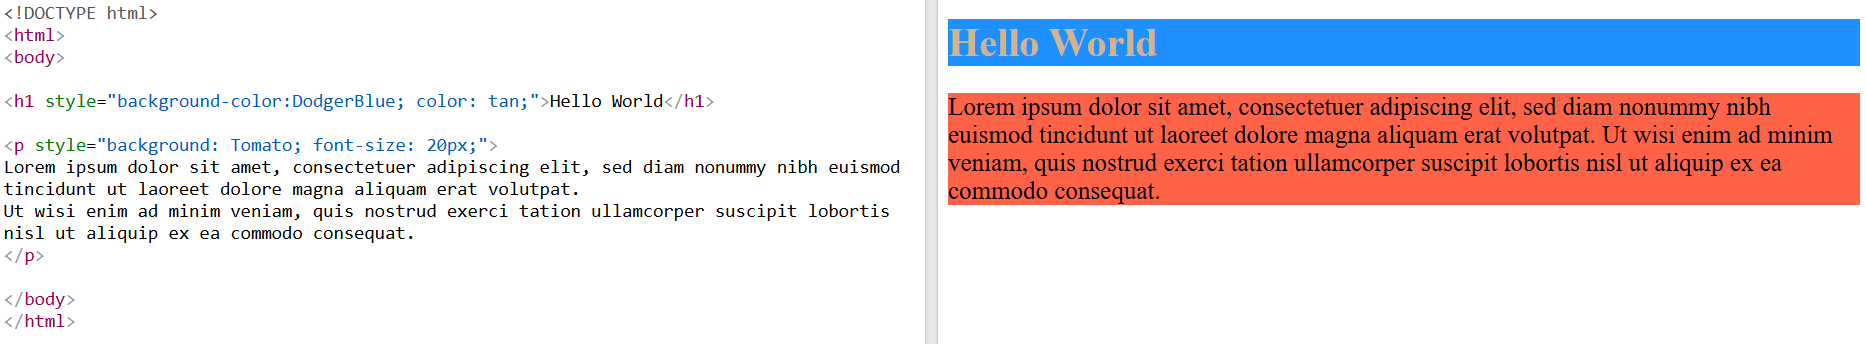 <!DOCTYPE html>
<html>
<body>
<h1 style="background-color:DodgerBlue; color: tan;">Hello World</h1>
<p style="background: Tomato; font-size: 20px;">
Lorem ipsum dolor sit amet, consectetuer adipiscing elit, sed diam nonummy nibh euismod
tincidunt ut laoreet dolore magna aliquam erat volutpat.
Ut wisi enim ad minim veniam, quis nostrud exerci tation ullamcorper suscipit lobortis
nisl ut aliquip ex ea commodo consequat.
</p>
</body>
</html>
Hello World
Lorem ipsum dolor sit amet, consectetuer adipiscing elit, sed diam nonummy nibh
euismod tincidunt ut laoreet dolore magna aliquam erat volutpat. Ut wisi enim ad minim
veniam, quis nostrud exerci tation ullamcorper suscipit lobortis nisl ut aliquip ex ea
commodo consequat.